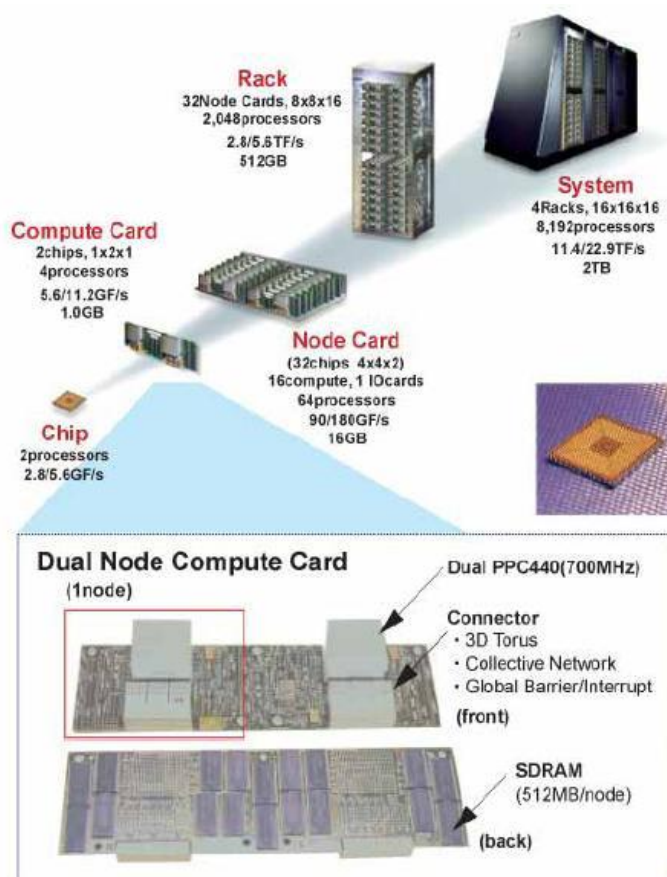 Rack
32Node Cards, 8x8x16
2,048processors
2.8/5.6TF/s
512GB
System
4Racks, 16x16x16
8,192processors
11.4/22.9TF/s
2TB
Compute Card
2chips, 1x2x1
4processors
5.6/11.2GF/s
1.0GB
Node Card
(32chips 4x4x2)
16compute, 1 IOcards
64processors
90/180GF/s
16GB
Chip
2processors
2.8/5.6GF/s
Dual Node Compute Card
(1node)
Dual PPC440(700MHz)
Connector
・3D Torus
・Collective Network
・Global Barrier/Interrupt
(front)
SDRAM
(512MB/node)
(back)